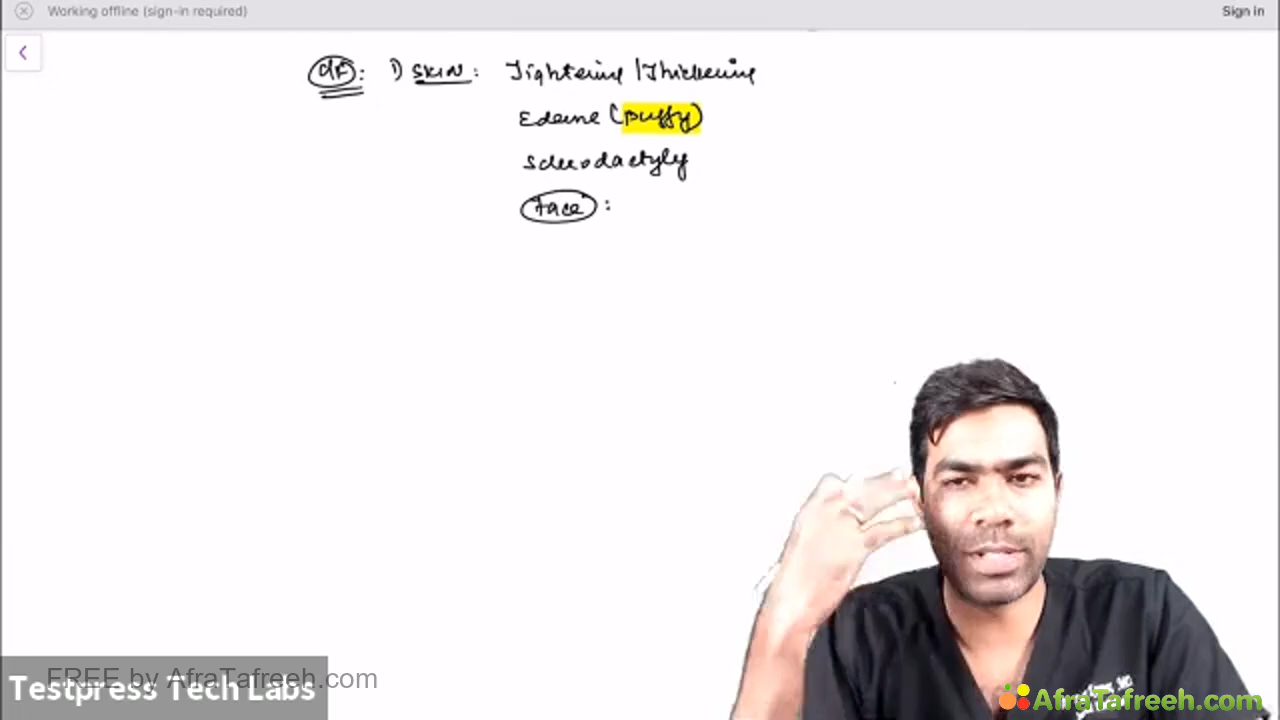 Working offline (sign-in required)
Sign in
C/F: 1) SKIN: Tightening / Thickening
Edema (Puffy)
Sclerodactyly
Face :
FREE by AfraTafreeh.com
Testpress Tech Labs
AfraTafreeh.com